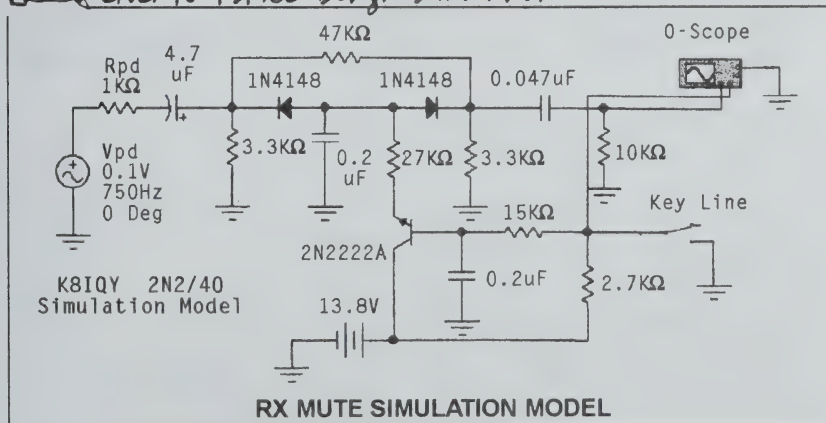 O-Scope
47KΩ
4.7
uF
Rpd
1KΩ
1N4148
1N4148
0.047uF
3.3KΩ
0.2
uF
27KΩ
3.3KΩ
10KΩ
Vpd
0.1V
750Hz
0 Deg
15KΩ
Key Line
2N2222A
0.2uF
2.7KΩ
K8IQY 2N2/40
Simulation Model
13.8V
RX MUTE SIMULATION MODEL